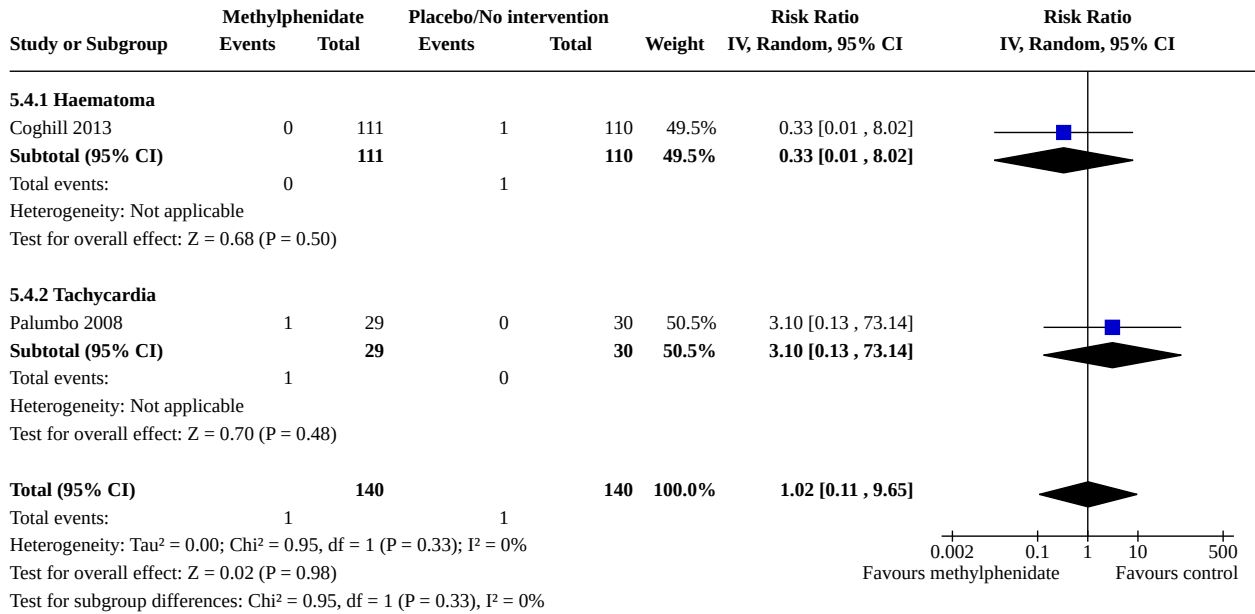 Methylphenidate Placebo/No intervention Risk Ratio Risk Ratio
Study or Subgroup Events Total Events Total Weight IV, Random, 95% CI IV, Random, 95% CI
5.4.1 Haematoma
Coghill 2013 0 111 1 110 49.5% 0.33 [0.01 , 8.02]
Subtotal (95% CI) 111 110 49.5% 0.33 [0.01 , 8.02]
Total events: 0 1
Heterogeneity: Not applicable
Test for overall effect: Z = 0.68 (P = 0.50)
5.4.2 Tachycardia
Palumbo 2008 1 29 0 30 50.5% 3.10 [0.13 , 73.14]
Subtotal (95% CI) 29 30 50.5% 3.10 [0.13 , 73.14]
Total events: 1 0
Heterogeneity: Not applicable
Test for overall effect: Z = 0.70 (P = 0.48)
Total (95% CI) 140 140 100.0% 1.02 [0.11 , 9.65]
Total events: 1 1
Heterogeneity: Tau² = 0.00; Chi² = 0.95, df = 1 (P = 0.33); I² = 0%
0.002 0.1 1 10 500
Test for overall effect: Z = 0.02 (P = 0.98) Favours methylphenidate Favours control
Test for subgroup differences: Chi² = 0.95, df = 1 (P = 0.33), I² = 0%